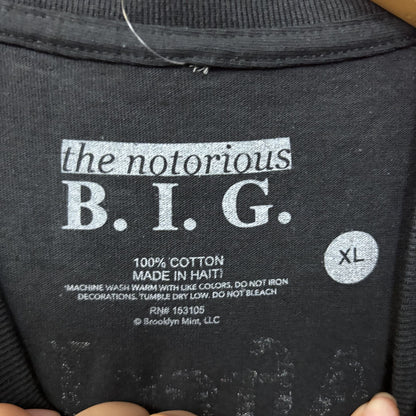 the notorious
B. I. G.
XL
100% COTTON
MADE IN HAITI
*MACHINE WASH WARM WITH LIKE COLORS, DO NOT IRON
DECORATIONS. TUMBLE DRY LOW. DO NOT BLEACH
RN# 163105
© Brooklyn Mint, LLC